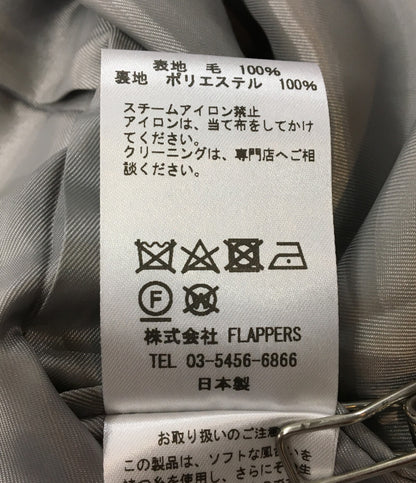 表地 毛 100%
裏地 ポリエステル 100%
スチームアイロン禁止
アイロンは、当て布をしてかけ
てください。
クリーニングは、専門店へご相
談ください。
F W
株式会社 FLAPPERS
TEL 03-5456-6866
日本製
お取り扱いのご注意
この製品は、ソフトな風合いを